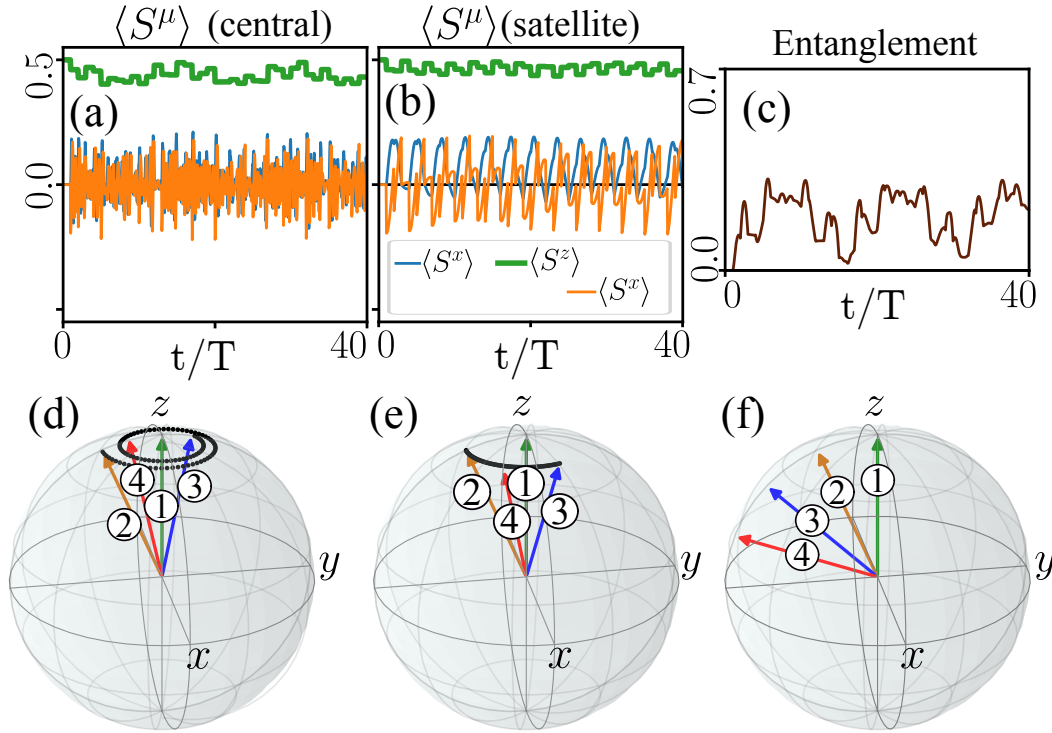 ⟨S^μ⟩ (central)
⟨S^μ⟩(satellite)
Entanglement
0.5
0.0
(a)
(b)
⟨S^x⟩
⟨S^z⟩
⟨S^x⟩
0.7
0.0
(c)
0
t/T
40
0
t/T
40
0
t/T
40
(d)
z
y
x
4
3
1
2
(e)
z
y
x
1
2
3
4
(f)
z
y
x
1
2
3
4